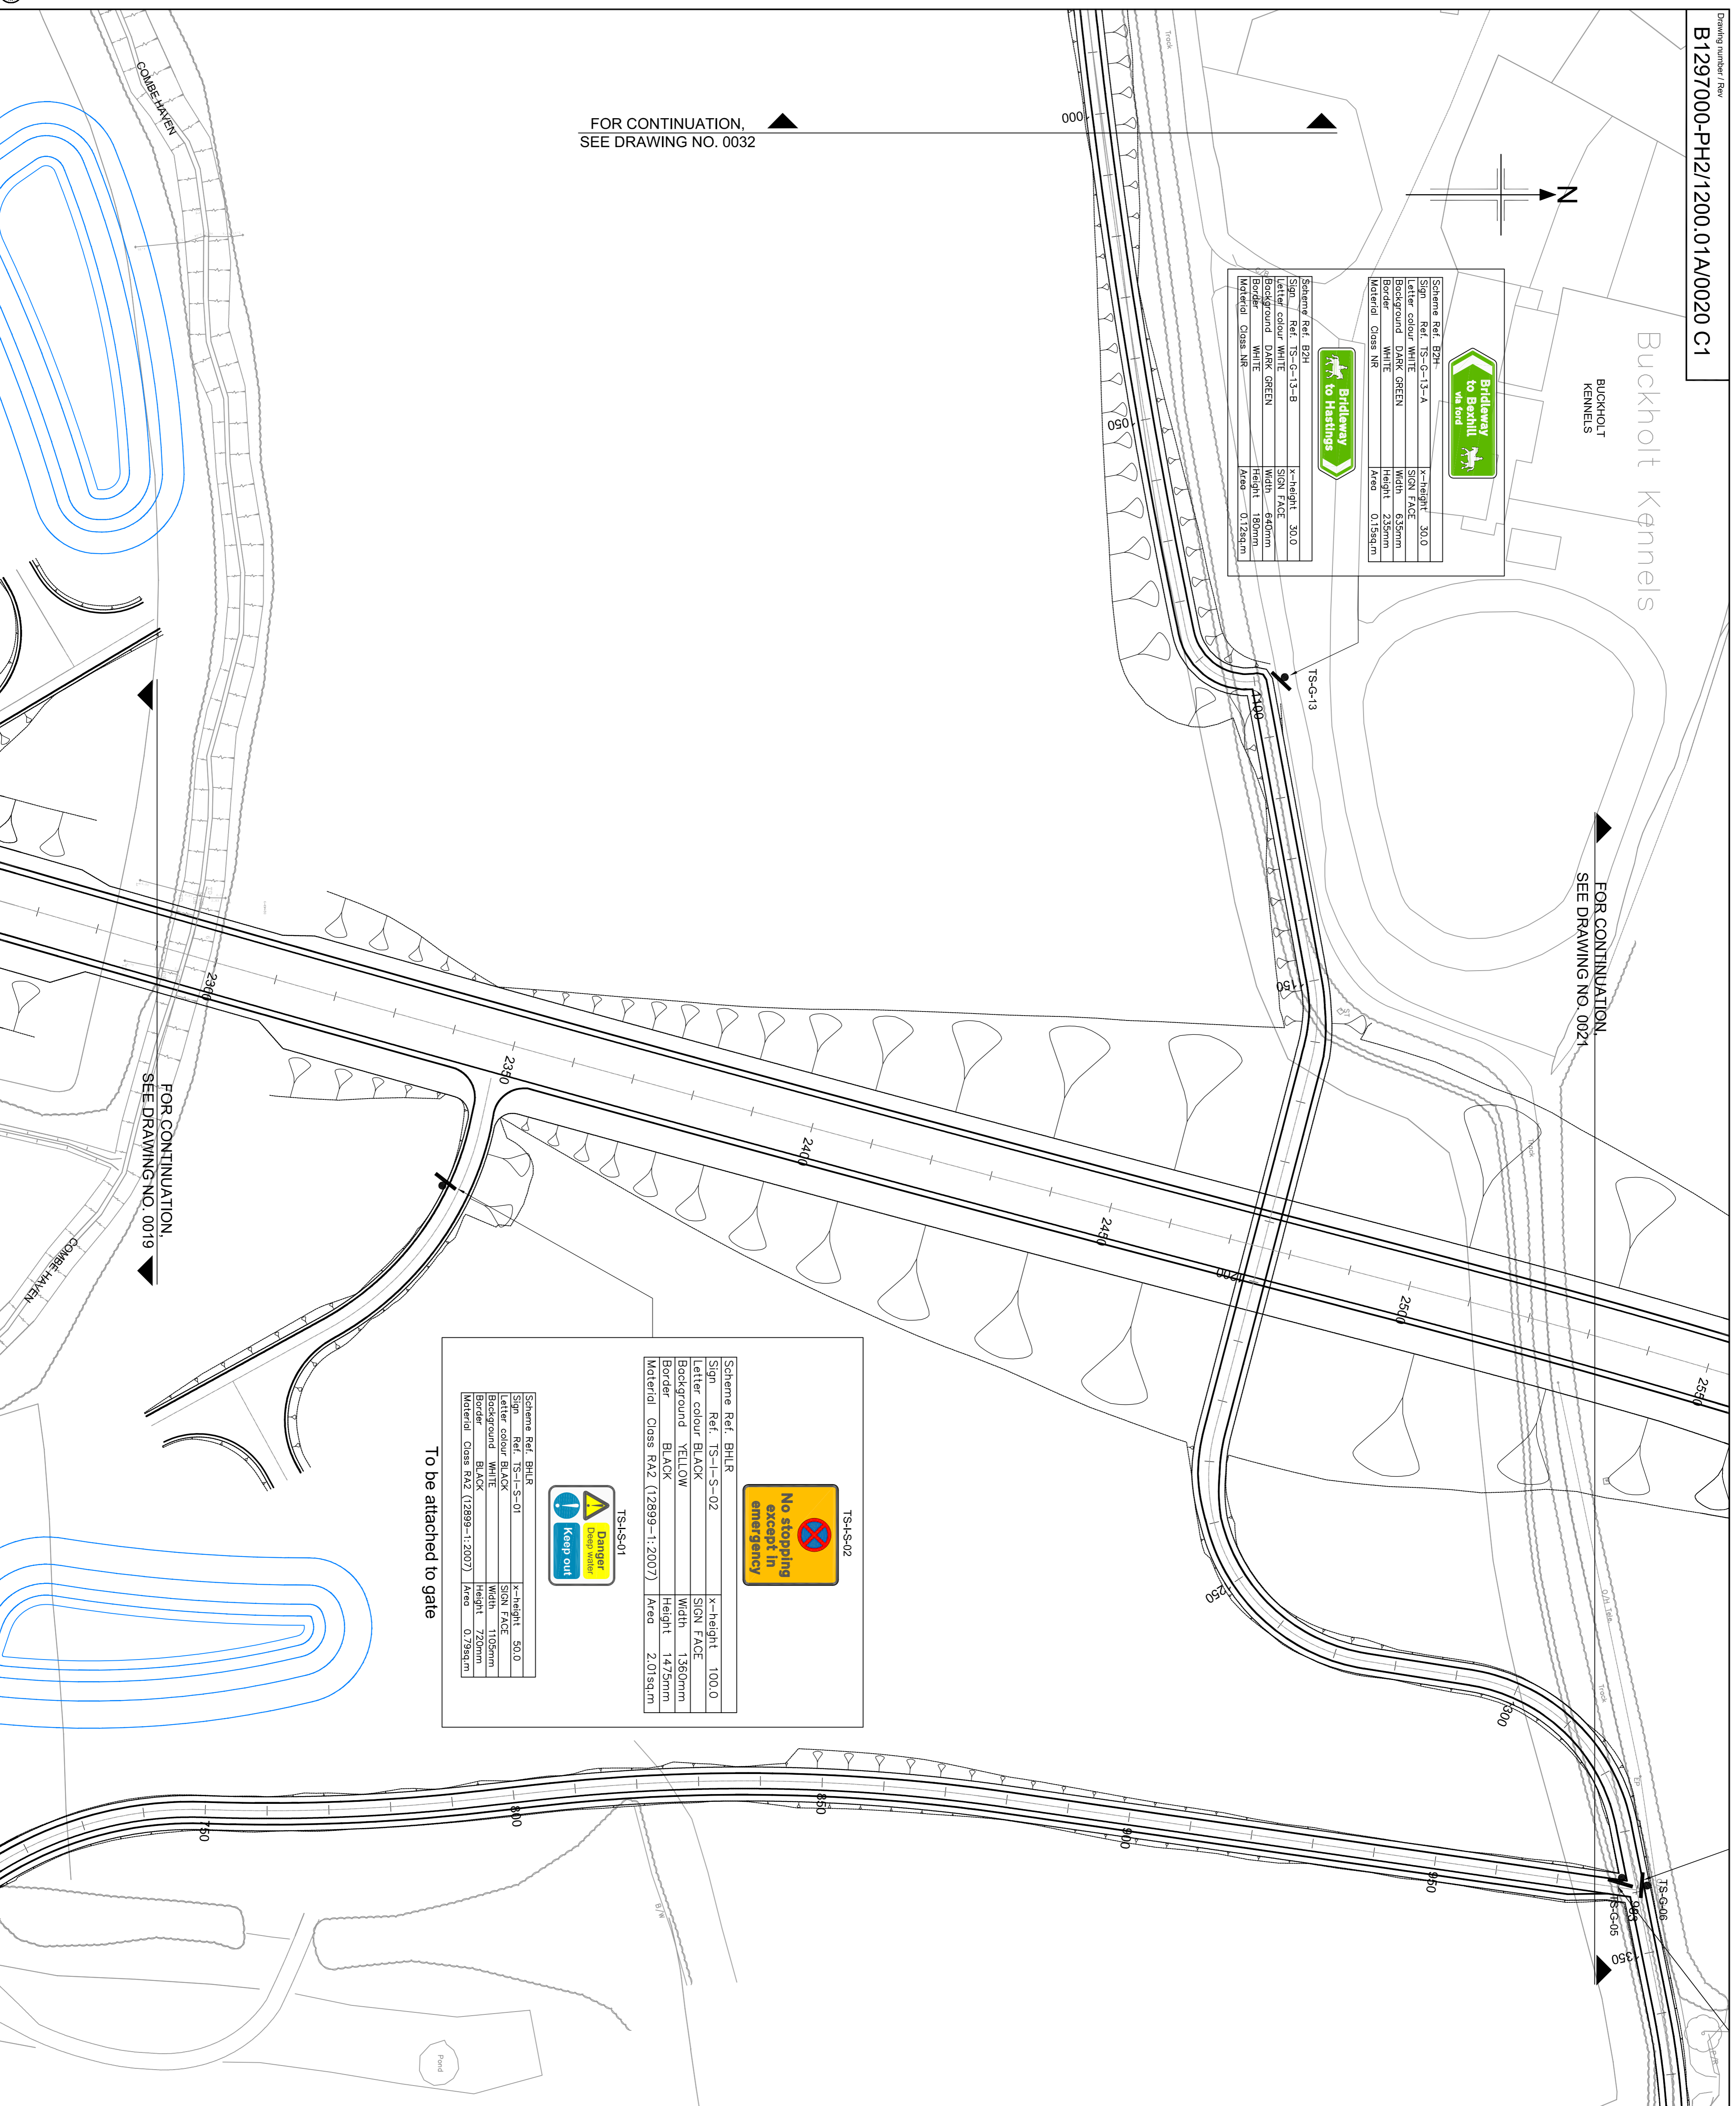 Drawing number / Rev
B1297000-PH2/1200.01A/0020 C1
Buckholt Kennels
BUCKHOLT
KENNELS
N
Track
FOR CONTINUATION,
SEE DRAWING NO. 0032
COMBE HAVEN
Bridleway
to Bexhill
via ford
Scheme Ref. B2H
Sign Ref. TS-G-13-A x-height 30.0
Letter colour WHITE SIGN FACE
Background DARK GREEN Width 635mm
Border WHITE Height 235mm
Material Class NR Area 0.15sq.m
Bridleway
to Hastings
Scheme Ref. B2H
Sign Ref. TS-G-13-B x-height 30.0
Letter colour WHITE SIGN FACE
Background DARK GREEN Width 640mm
Border WHITE Height 180mm
Material Class NR Area 0.12sq.m
TS-G-13
000
050
1100
150
1200
1250
1300
350
FOR CONTINUATION,
SEE DRAWING NO. 0021
ST
Track
2300
2350
2400
2450
2500
2550
FOR CONTINUATION,
SEE DRAWING NO. 0019
COMBE HAVEN
TS-I-S-02
No stopping
except in
emergency
Scheme Ref. BHLR
Sign Ref. TS-I-S-02 x-height 100.0
Letter colour BLACK SIGN FACE
Background YELLOW Width 1360mm
Border BLACK Height 1475mm
Material Class RA2 (12899-1:2007) Area 2.01sq.m
TS-I-S-01
Danger
Deep water
Keep out
Scheme Ref. BHLR
Sign Ref. TS-I-S-01 x-height 50.0
Letter colour BLACK SIGN FACE
Background WHITE Width 1105mm
Border BLACK Height 720mm
Material Class RA2 (12899-1:2007) Area 0.79sq.m
To be attached to gate
O/H Tele
Track
750
800
850
900
950
983
TS-G-06
TS-G-05
B/W
Pond